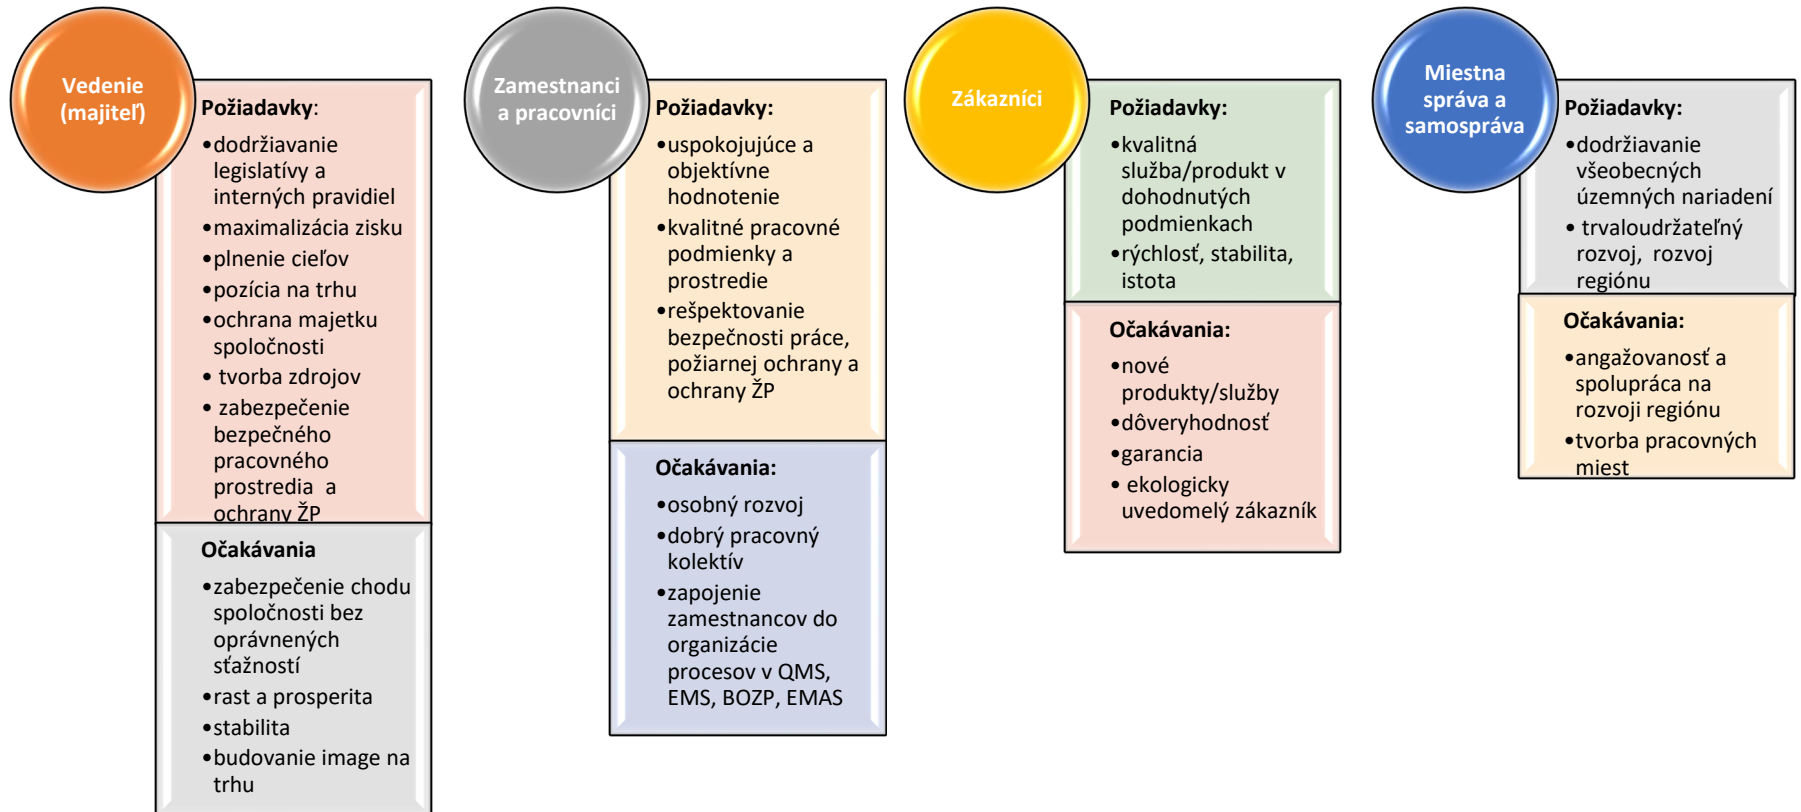 Vedenie
(majiteľ)
Požiadavky:
•dodržiavanie
legislatívy a
interných pravidiel
•maximalizácia zisku
•plnenie cieľov
•pozícia na trhu
•ochrana majetku
spoločnosti
• tvorba zdrojov
• zabezpečenie
bezpečného
pracovného
prostredia a
ochrany ŽP
Očakávania
•zabezpečenie chodu
spoločnosti bez
oprávnených
sťažností
•rast a prosperita
•stabilita
•budovanie image na
trhu
Zamestnanci
a pracovníci
Požiadavky:
•uspokojujúce a
objektívne
hodnotenie
•kvalitné pracovné
podmienky a
prostredie
•rešpektovanie
bezpečnosti práce,
požiarnej ochrany a
ochrany ŽP
Očakávania:
•osobný rozvoj
•dobrý pracovný
kolektív
•zapojenie
zamestnancov do
organizácie
procesov v QMS,
EMS, BOZP, EMAS
Zákazníci
Požiadavky:
•kvalitná
služba/produkt v
dohodnutých
podmienkach
•rýchlosť, stabilita,
istota
Očakávania:
•nové
produkty/služby
•dôveryhodnosť
•garancia
• ekologicky
uvedomelý zákazník
Miestna
správa a
samospráva
Požiadavky:
•dodržiavanie
všeobecných
územných nariadení
• trvaloudržateľný
rozvoj, rozvoj
regiónu
Očakávania:
•angažovanosť a
spolupráca na
rozvoji regiónu
•tvorba pracovných
miest